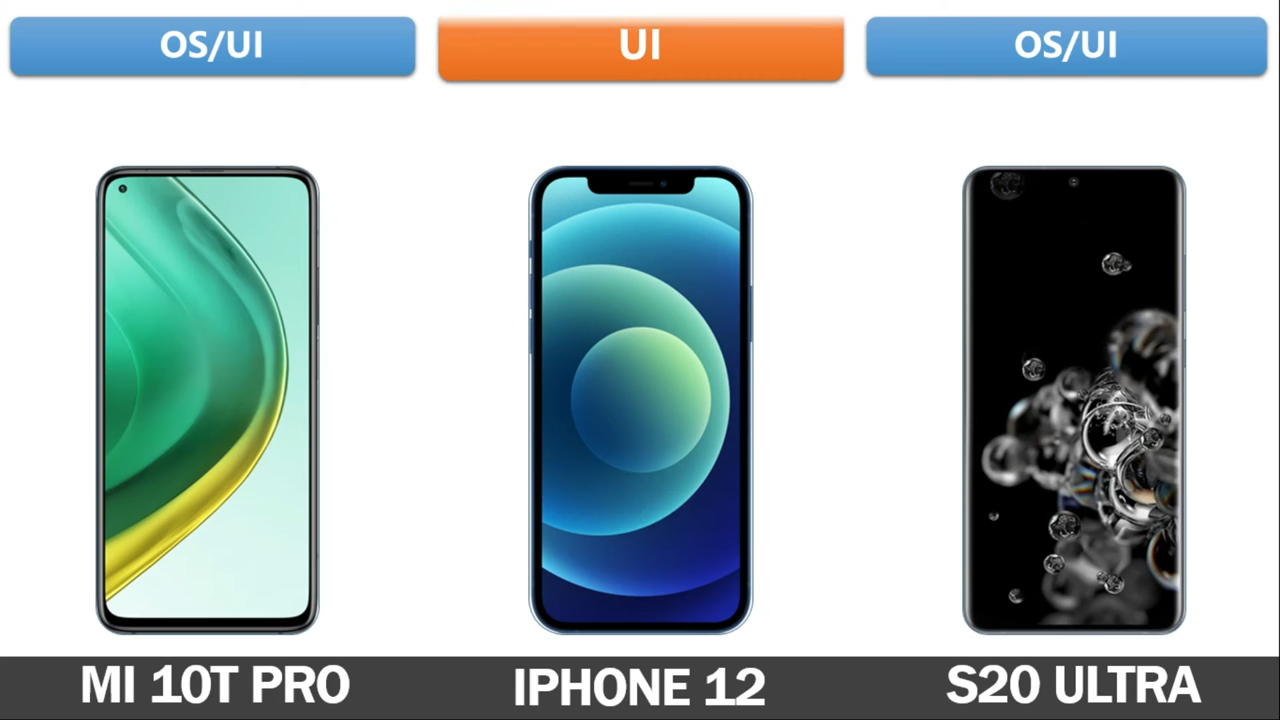 OS/UI
UI
OS/UI
MI 10T PRO
IPHONE 12
S20 ULTRA